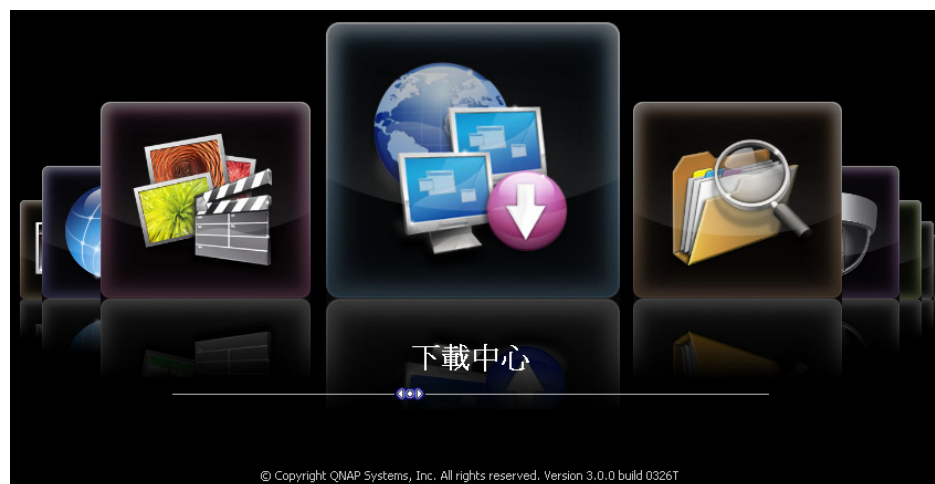 下載中心
© Copyright QNAP Systems, Inc. All rights reserved. Version 3.0.0 build 0326T